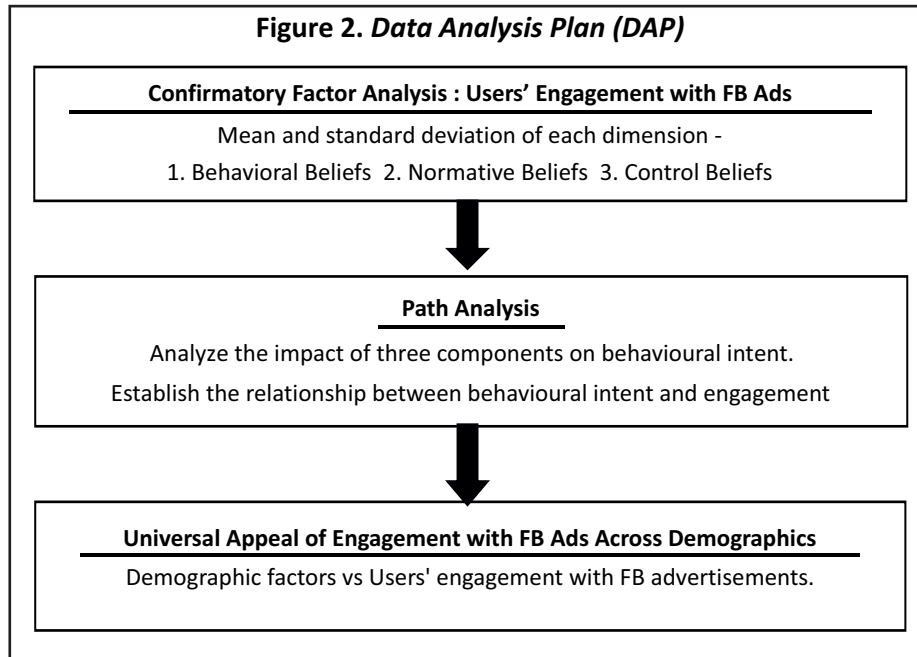 Figure 2. Data Analysis Plan (DAP)
Confirmatory Factor Analysis : Users’ Engagement with FB Ads
Mean and standard deviation of each dimension -
1. Behavioral Beliefs 2. Normative Beliefs 3. Control Beliefs
Path Analysis
Analyze the impact of three components on behavioural intent.
Establish the relationship between behavioural intent and engagement
Universal Appeal of Engagement with FB Ads Across Demographics
Demographic factors vs Users' engagement with FB advertisements.